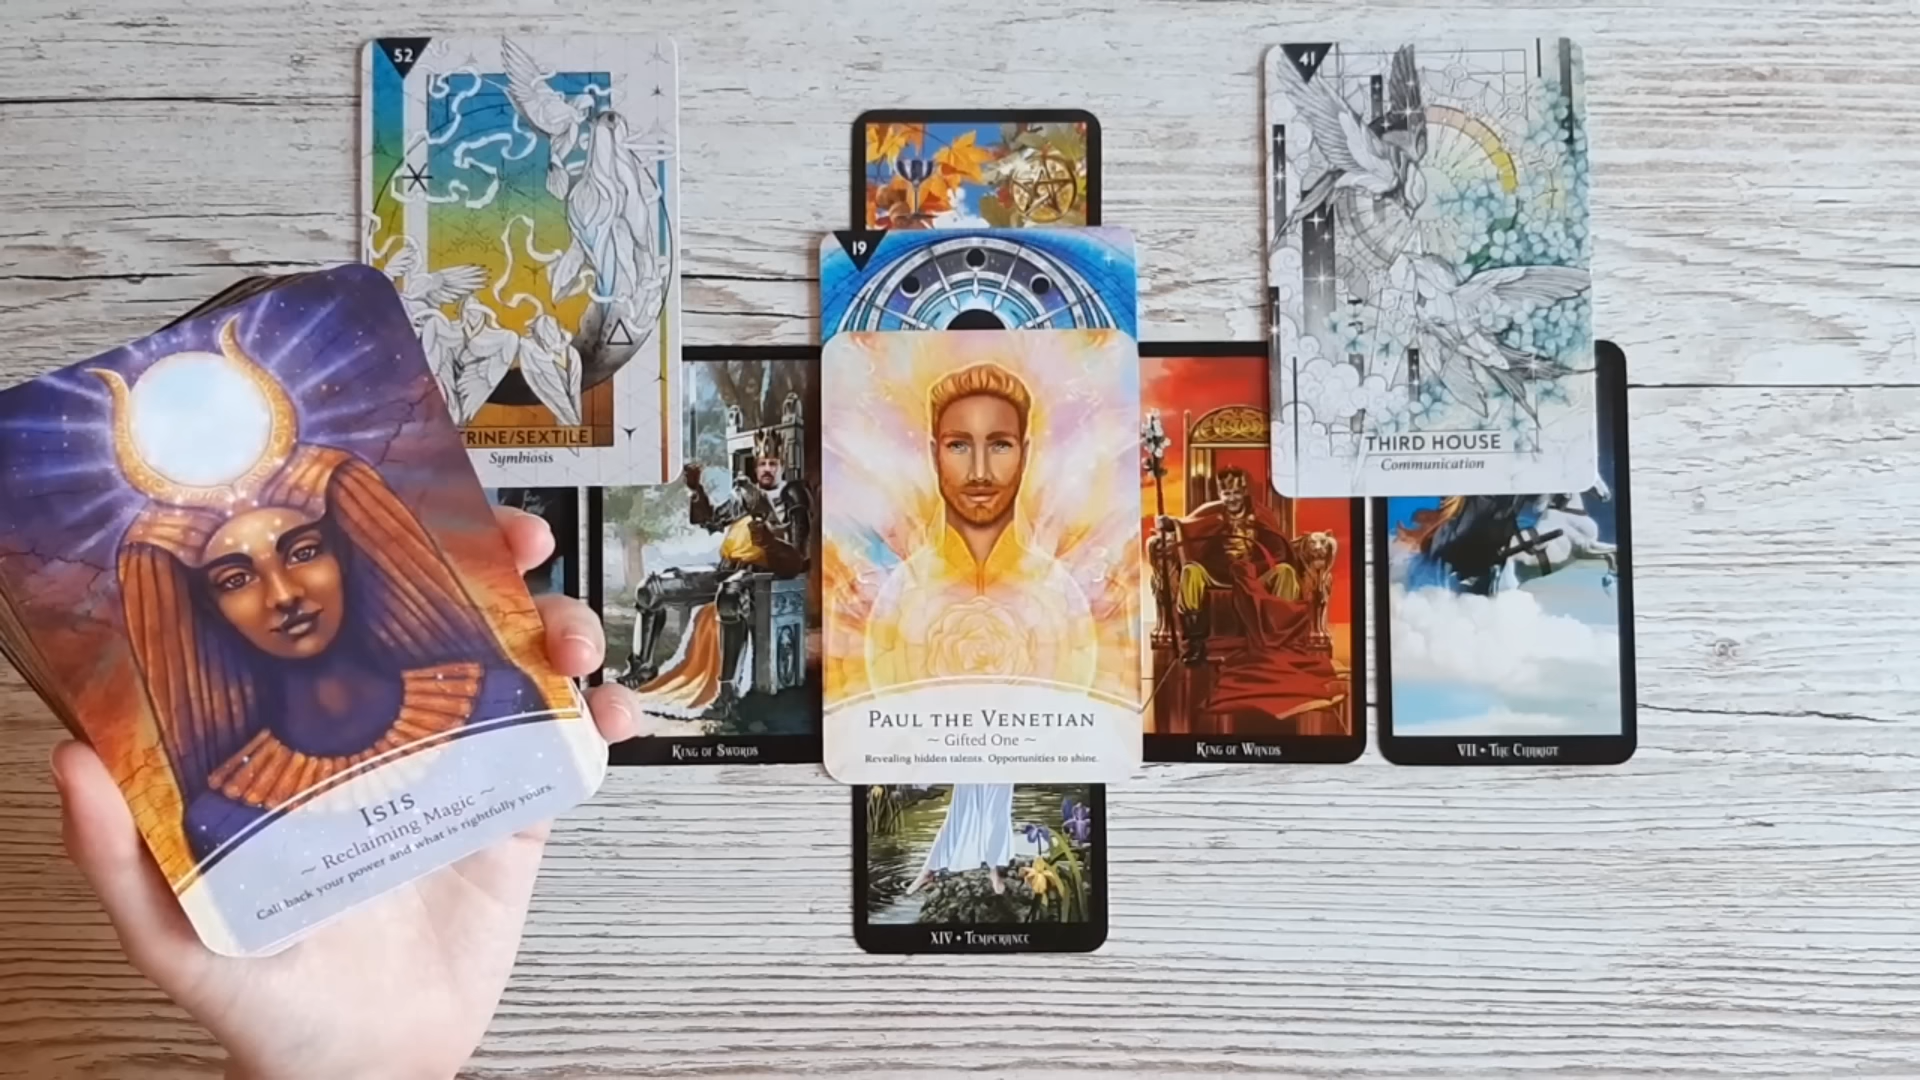 52
TRINE/SEXTILE
Symbiosis
41
THIRD HOUSE
Communication
19
PAUL THE VENETIAN
~ Gifted One ~
Revealing hidden talents. Opportunities to shine.
ISIS
~ Reclaiming Magic ~
Call back your power and what is rightfully yours.
KING OF SWORDS
KING OF WANDS
VII • THE CHARIOT
XIV • TEMPERANCE